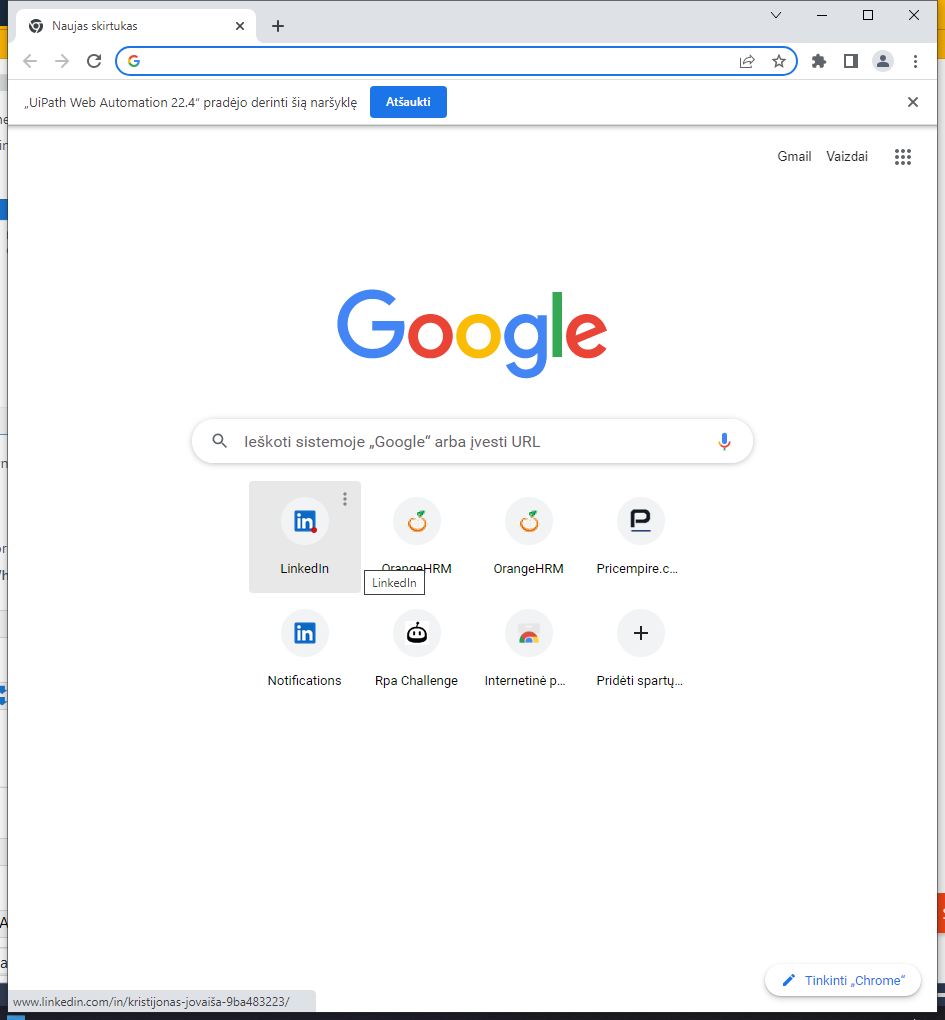 Naujas skirtukas
„UiPath Web Automation 22.4“ pradėjo derinti šią naršyklę
Atšaukti
Gmail
Vaizdai
Google
Ieškoti sistemoje „Google“ arba įvesti URL
LinkedIn
OrangeHRM
OrangeHRM
Pricempire.c...
LinkedIn
Notifications
Rpa Challenge
Internetinė p...
Pridėti spartų...
Tinkinti „Chrome“
www.linkedin.com/in/kristijonas-jovaiša-9ba483223/